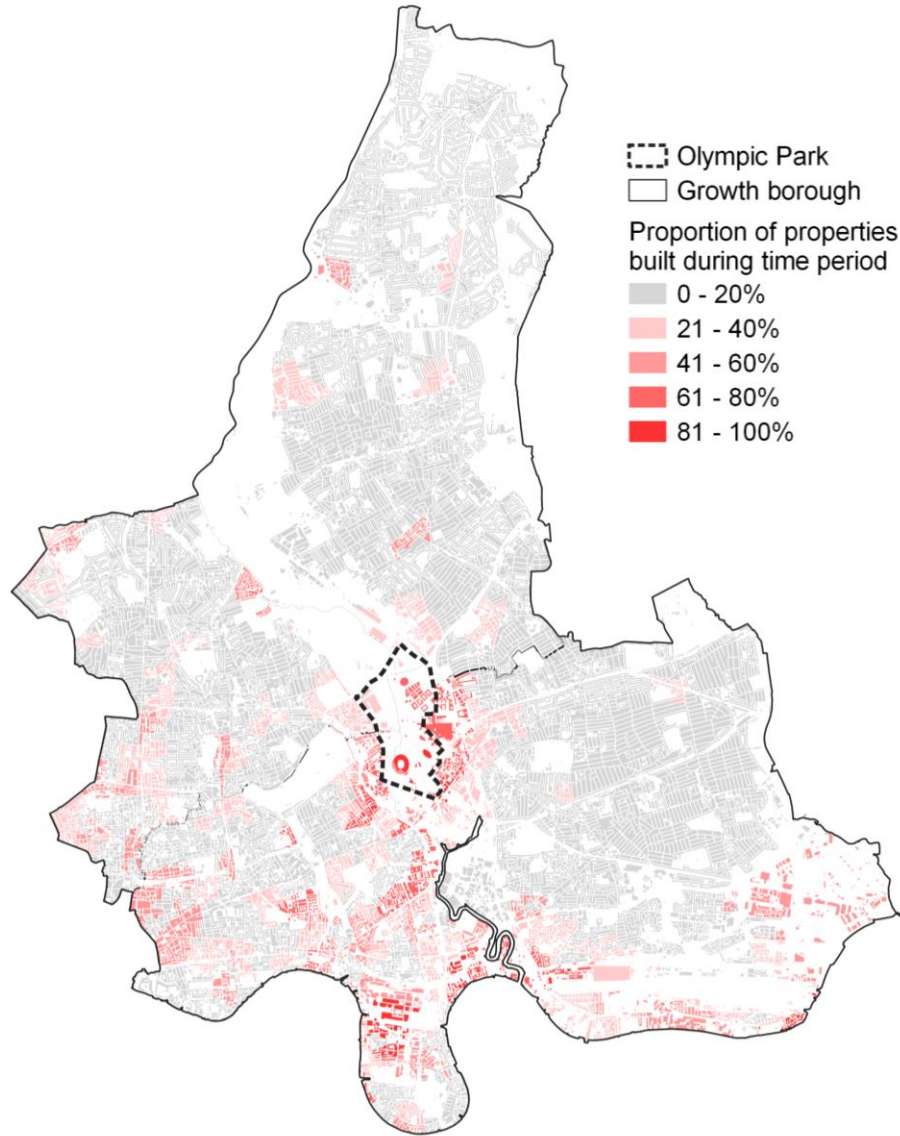 Olympic Park
Growth borough
Proportion of properties
built during time period
0 - 20%
21 - 40%
41 - 60%
61 - 80%
81 - 100%